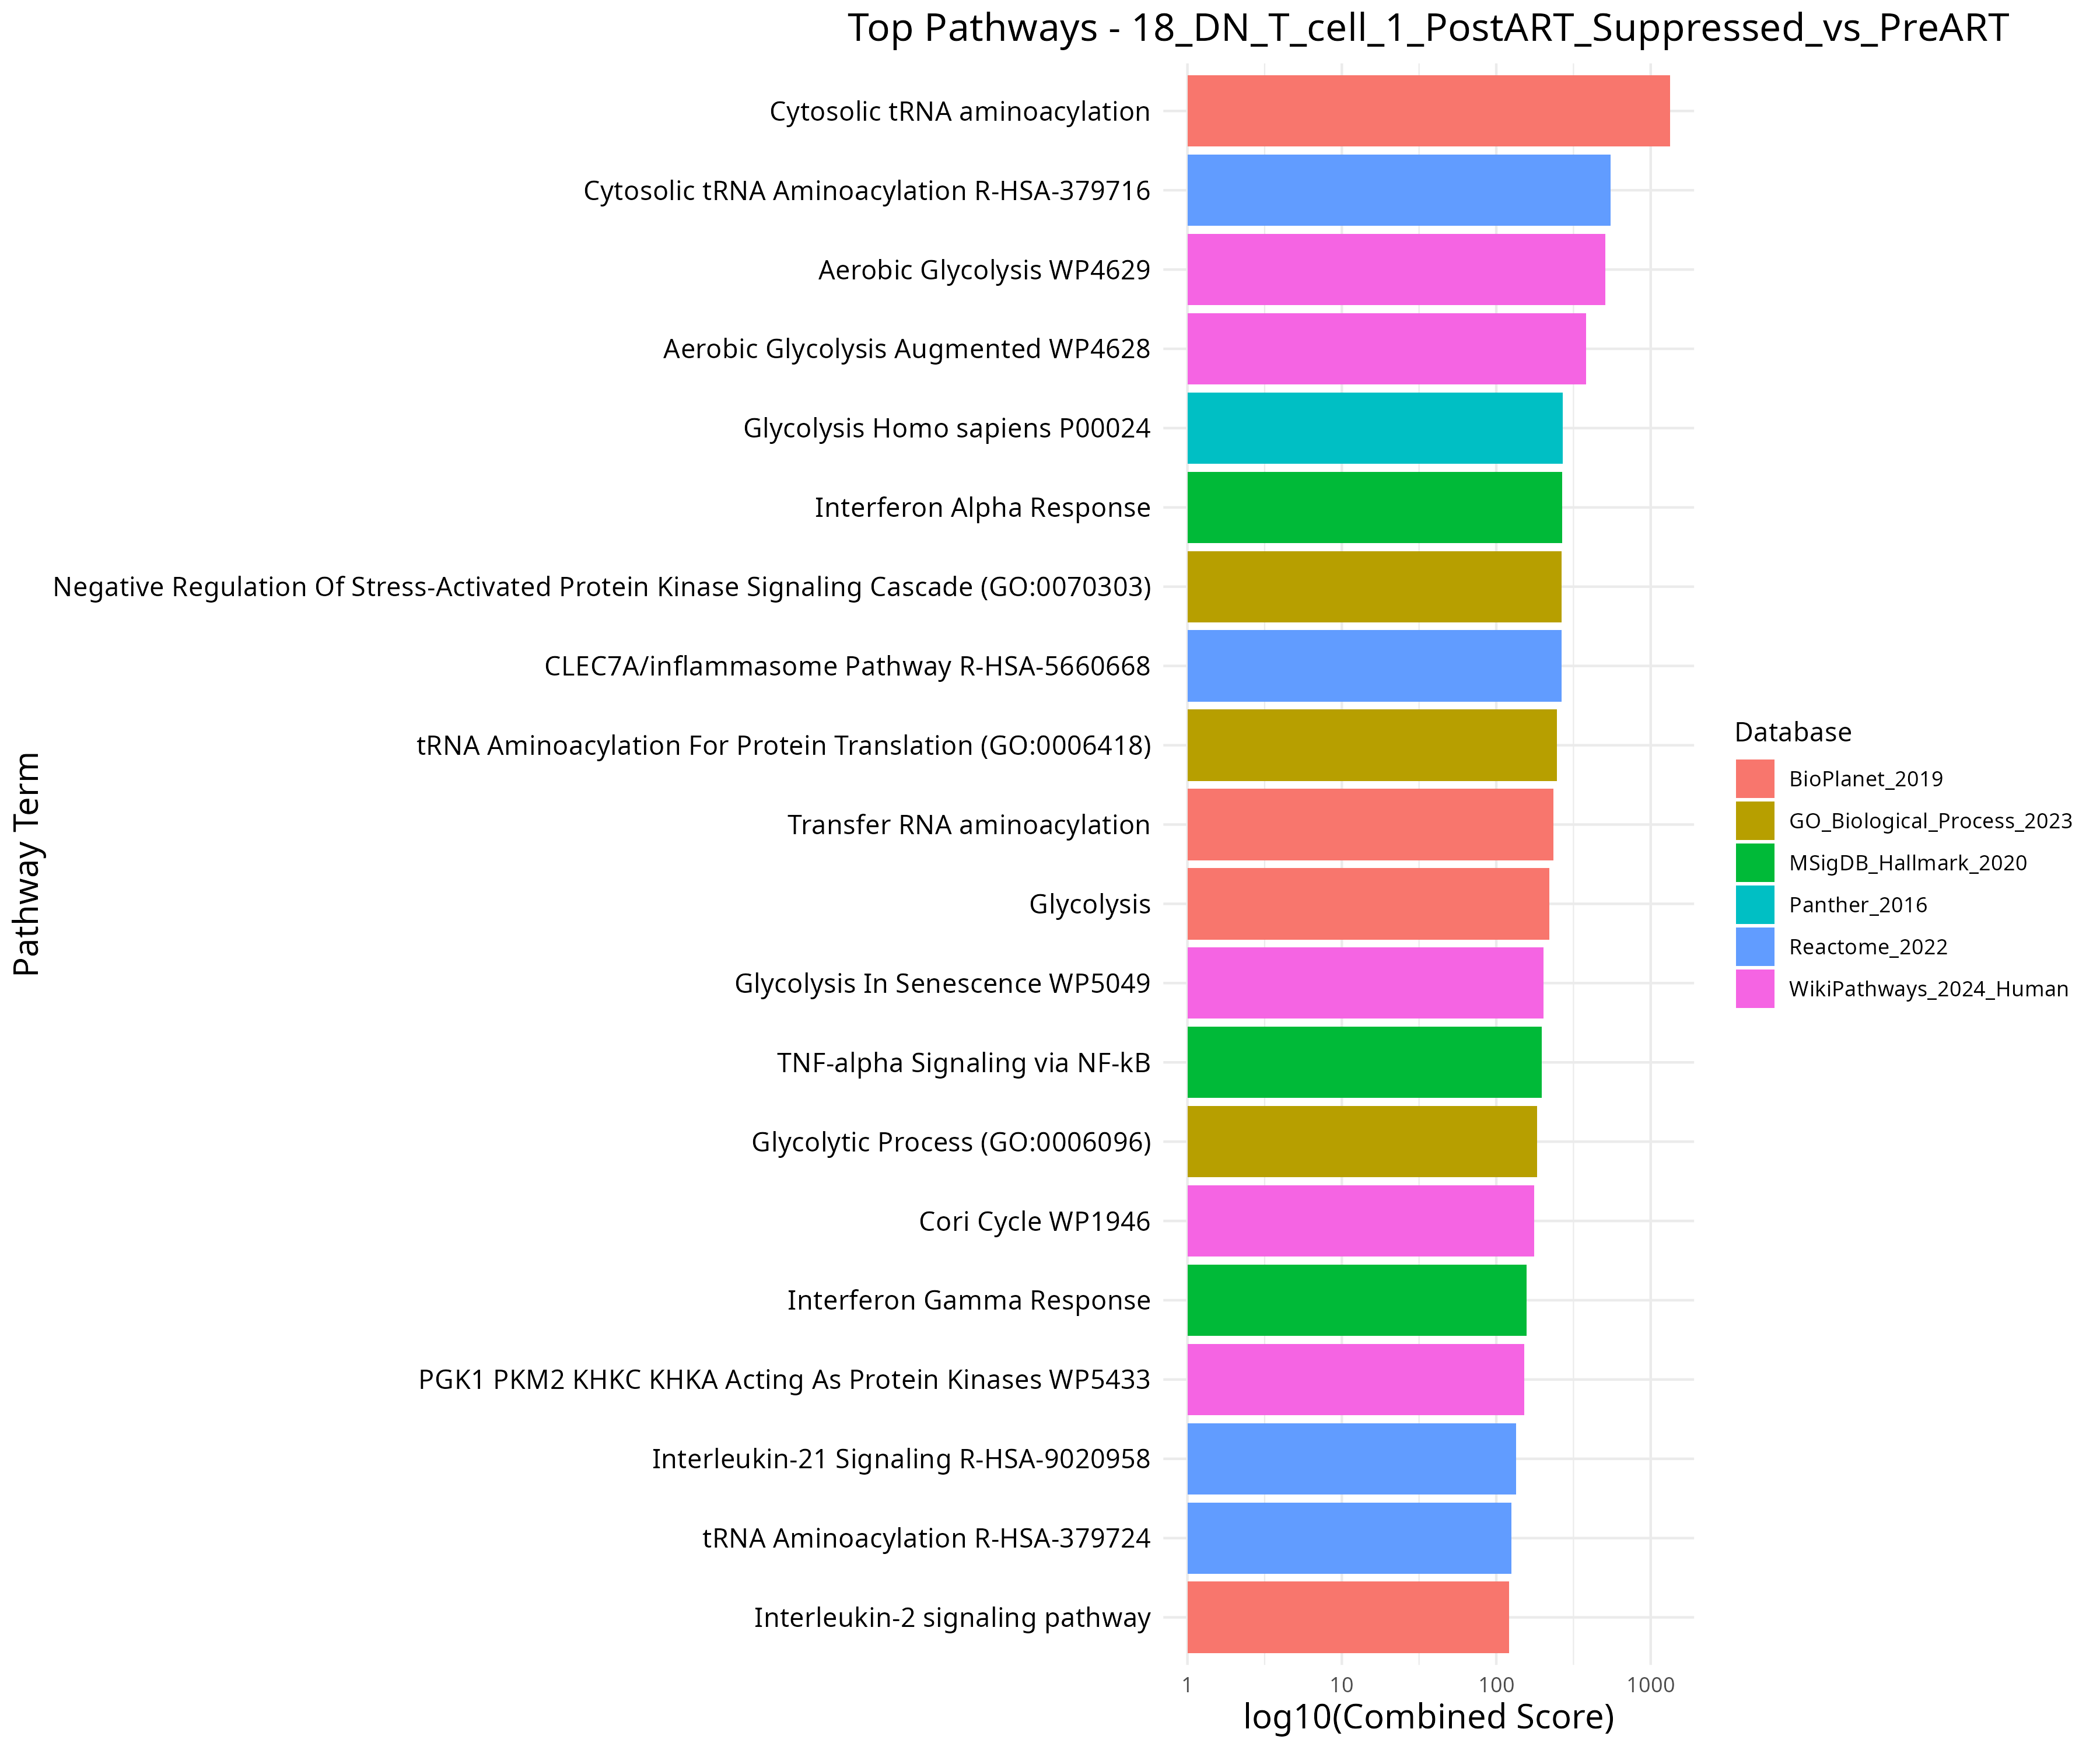 Top Pathways - 18_DN_T_cell_1_PostART_Suppressed_vs_PreART
Pathway Term
Cytosolic tRNA aminoacylation
Cytosolic tRNA Aminoacylation R-HSA-379716
Aerobic Glycolysis WP4629
Aerobic Glycolysis Augmented WP4628
Glycolysis Homo sapiens P00024
Interferon Alpha Response
Negative Regulation Of Stress-Activated Protein Kinase Signaling Cascade (GO:0070303)
CLEC7A/inflammasome Pathway R-HSA-5660668
tRNA Aminoacylation For Protein Translation (GO:0006418)
Transfer RNA aminoacylation
Glycolysis
Glycolysis In Senescence WP5049
TNF-alpha Signaling via NF-kB
Glycolytic Process (GO:0006096)
Cori Cycle WP1946
Interferon Gamma Response
PGK1 PKM2 KHKC KHKA Acting As Protein Kinases WP5433
Interleukin-21 Signaling R-HSA-9020958
tRNA Aminoacylation R-HSA-379724
Interleukin-2 signaling pathway
1 10 100 1000
log10(Combined Score)
Database
BioPlanet_2019
GO_Biological_Process_2023
MSigDB_Hallmark_2020
Panther_2016
Reactome_2022
WikiPathways_2024_Human